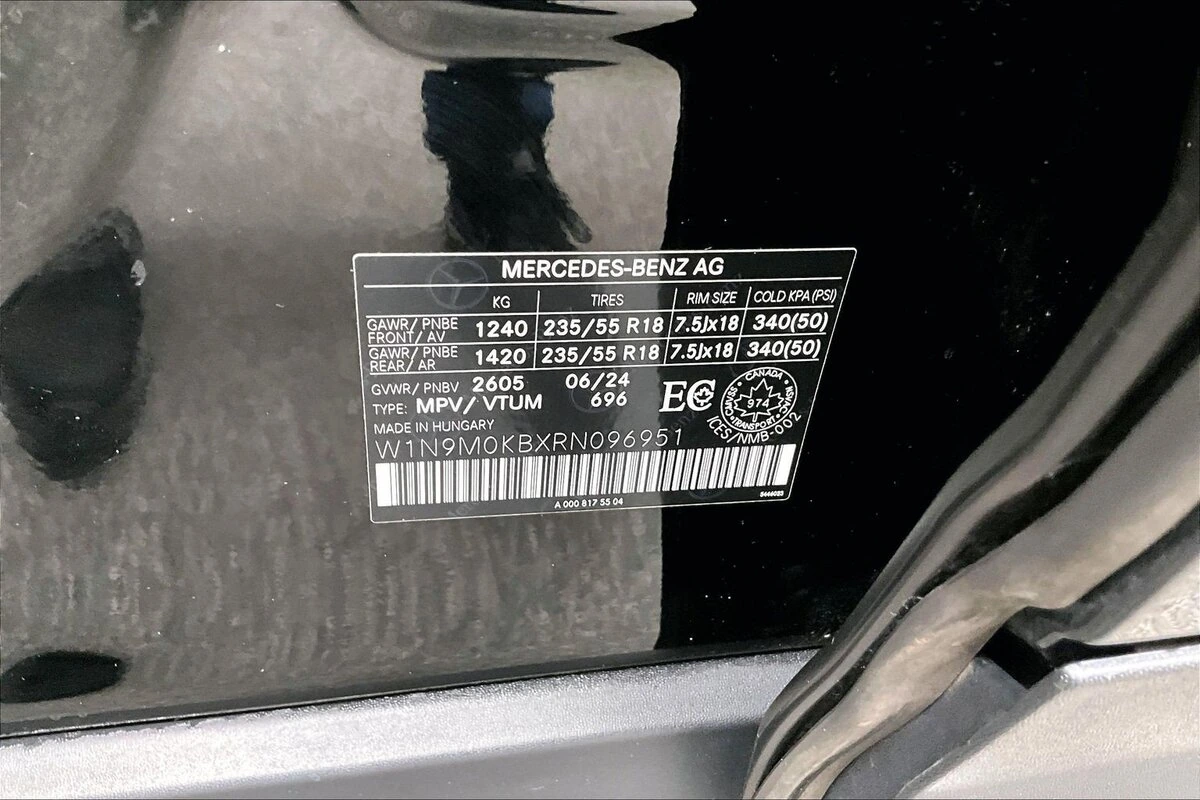 MERCEDES-BENZ AG
KG TIRES RIM SIZE COLD KPA (PSI)
GAWR/ PNBE FRONT/ AV 1240 235/55 R18 7.5Jx18 340(50)
GAWR/ PNBE REAR/ AR 1420 235/55 R18 7.5Jx18 340(50)
GVWR/ PNBV 2605 06/24
TYPE: MPV/ VTUM 696
EC
CANADA
974
TRANSPORT
ICES/NMB-002
MADE IN HUNGARY
W1N9M0KBXRN096951
A 000 817 55 04